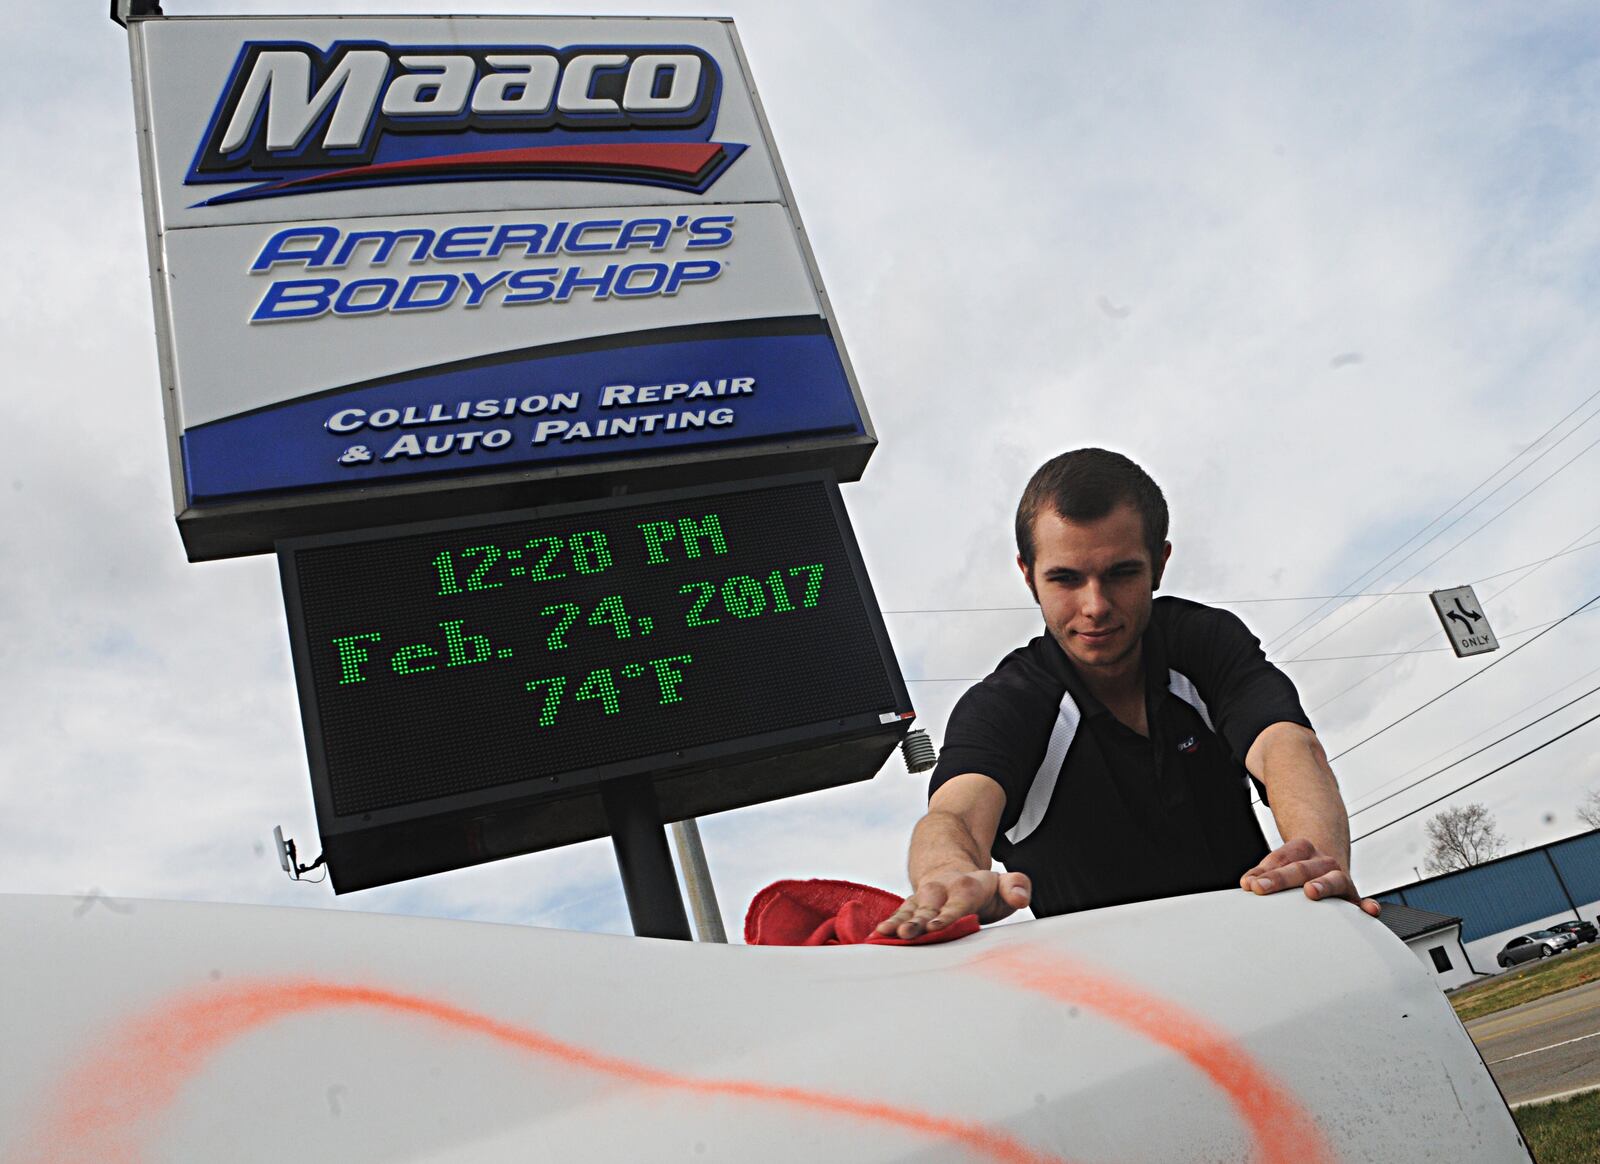 Maaco
AMERICA'S
BODYSHOP
COLLISION REPAIR
& AUTO PAINTING
12:28 PM
Feb. 24, 2017
74°F
ONLY